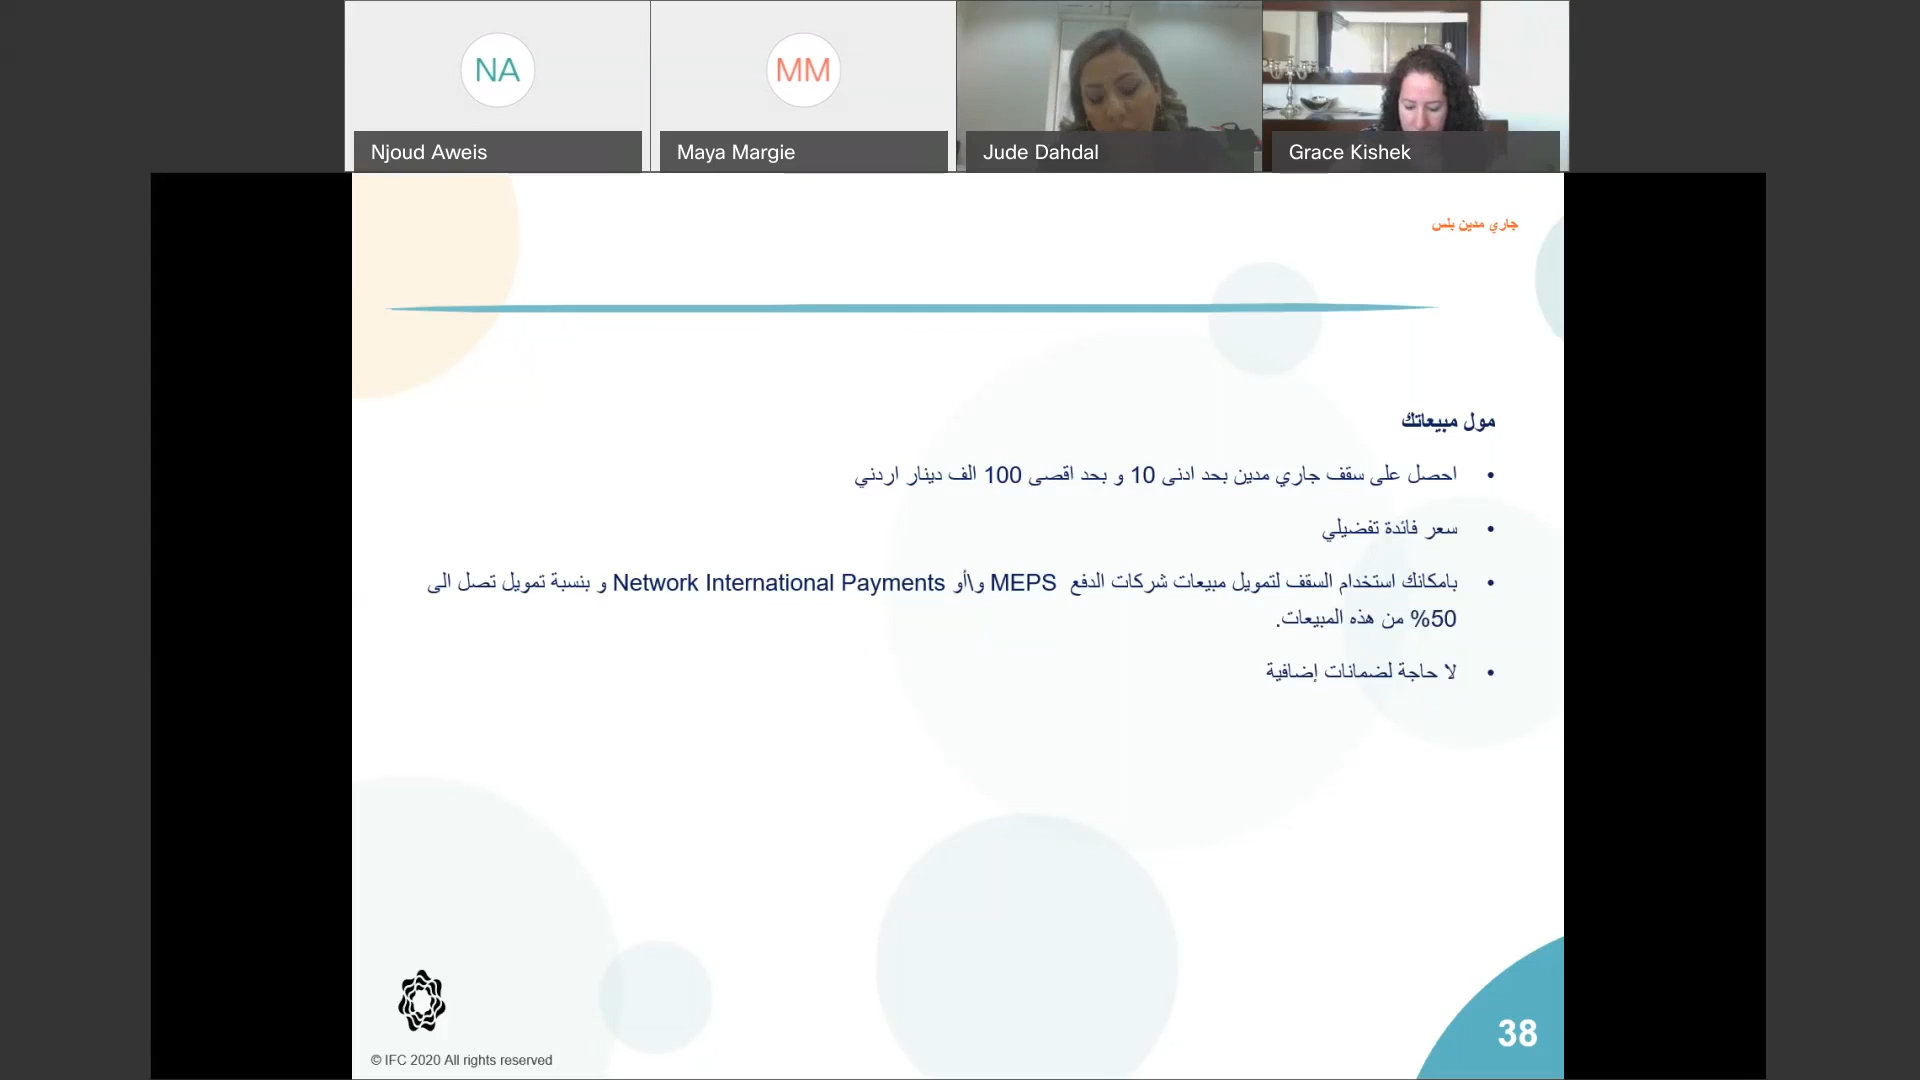 NA
MM
Njoud Aweis
Maya Margie
Jude Dahdal
Grace Kishek
جاري مدين بلس
مول مبيعاتك
• احصل على سقف جاري مدين بحد ادنى 10 و بحد اقصى 100 الف دينار اردني
• سعر فائدة تفضيلي
• بامكانك استخدام السقف لتمويل مبيعات شركات الدفع MEPS و\أو Network International Payments و بنسبة تمويل تصل الى
50% من هذه المبيعات.
• لا حاجة لضمانات إضافية
38
© IFC 2020 All rights reserved